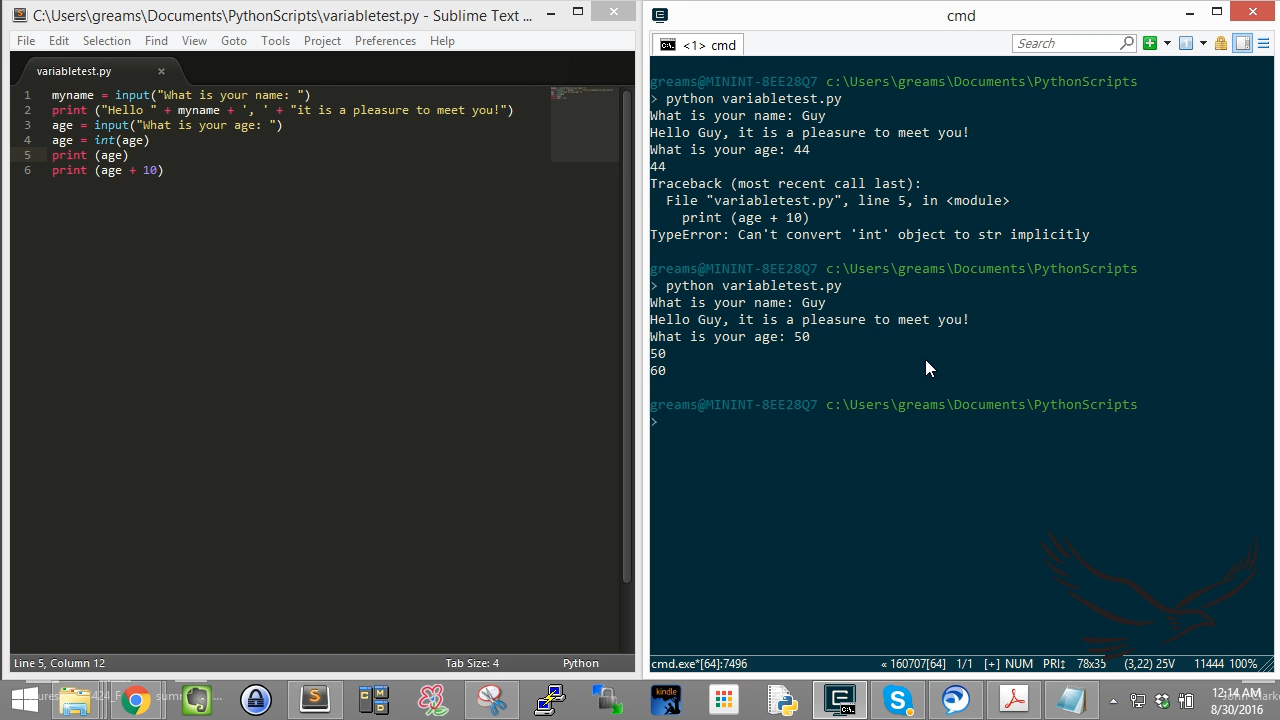 C:\Users\greams\Documents\PythonScripts\variabletest.py - Sublime Text ...
File Edit Selection Find View Goto Tools Project Preferences Help
variabletest.py
1 myname = input("What is your name: ")
2 print ("Hello " + myname + ', ' + "it is a pleasure to meet you!")
3 age = input("What is your age: ")
4 age = int(age)
5 print (age)
6 print (age + 10)
Line 5, Column 12 Tab Size: 4 Python
cmd
<1> cmd
Search
greams@MININT-8EE28Q7 c:\Users\greams\Documents\PythonScripts
> python variabletest.py
What is your name: Guy
Hello Guy, it is a pleasure to meet you!
What is your age: 44
44
Traceback (most recent call last):
File "variabletest.py", line 5, in <module>
print (age + 10)
TypeError: Can't convert 'int' object to str implicitly
greams@MININT-8EE28Q7 c:\Users\greams\Documents\PythonScripts
> python variabletest.py
What is your name: Guy
Hello Guy, it is a pleasure to meet you!
What is your age: 50
50
60
greams@MININT-8EE28Q7 c:\Users\greams\Documents\PythonScripts
>
cmd.exe*[64]:7496 « 160707[64] 1/1 [+] NUM PRI↕ 78x35 (3,22) 25V 11444 100%
kindle
12:14 AM
8/30/2016